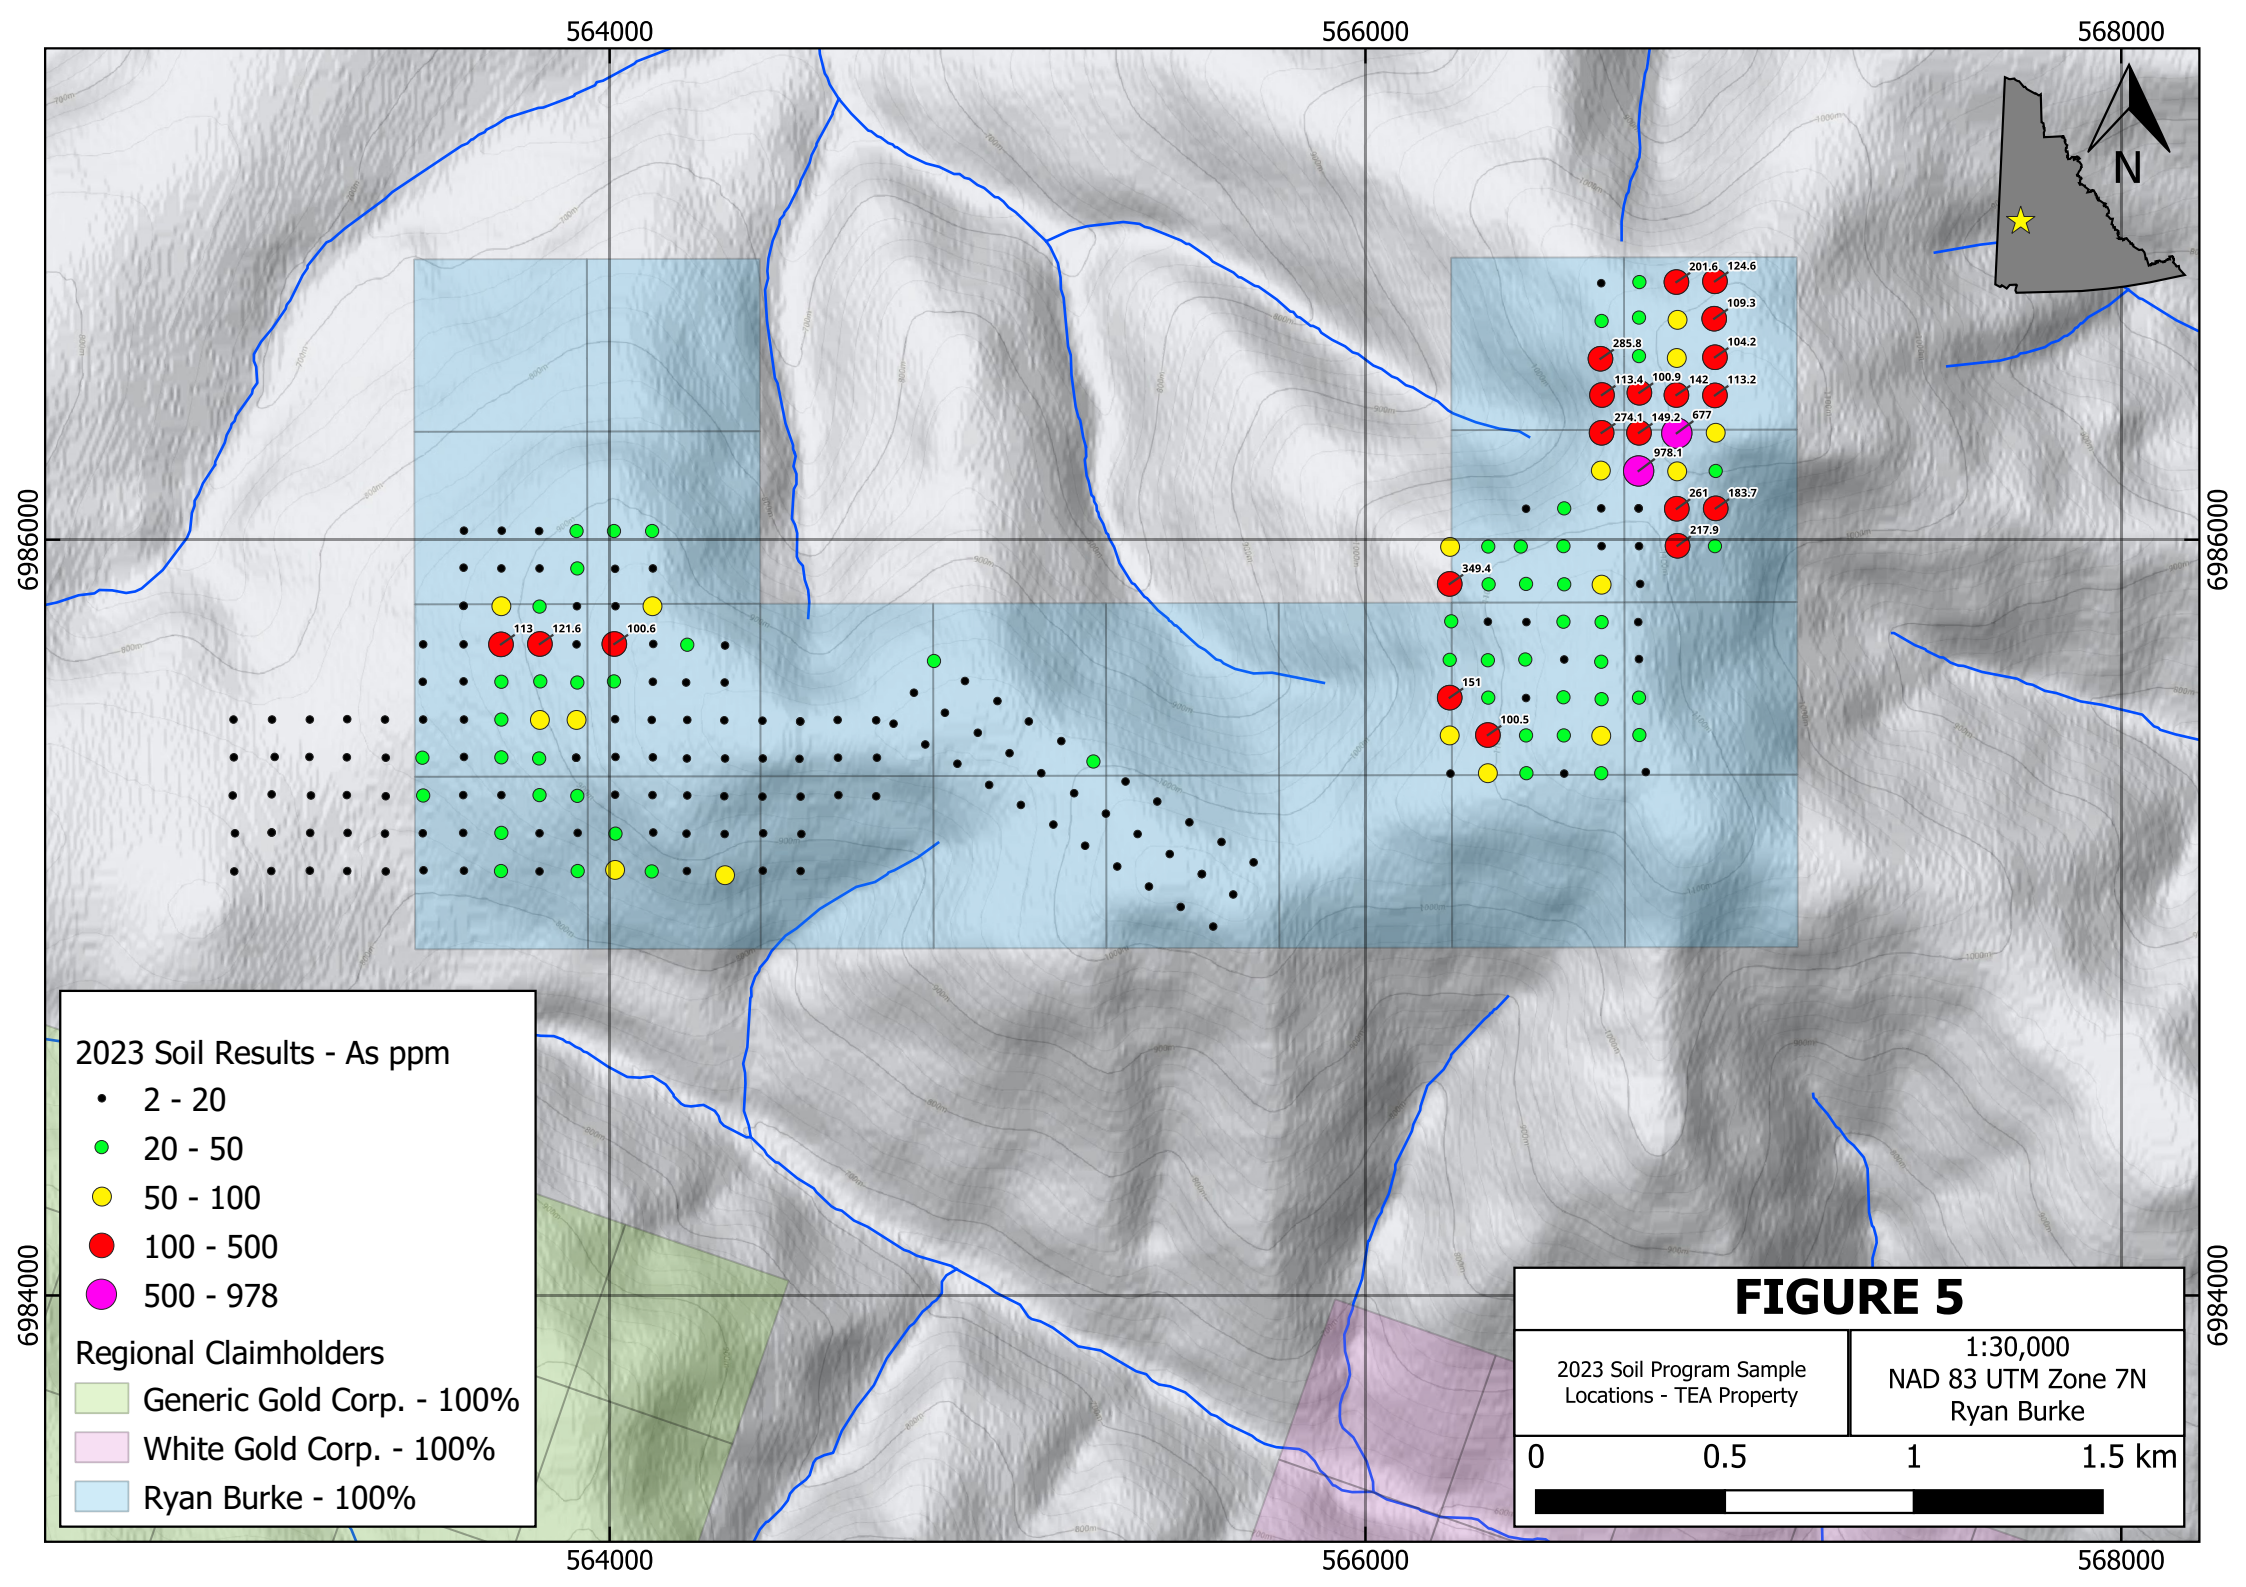 564000
566000
568000
N
201.6
124.6
109.3
285.8
104.2
113.4
100.9
142
113.2
274.1
149.2
677
978.1
261
183.7
6986000
6986000
217.9
349.4
113
121.6
100.6
151
100.5
2023 Soil Results - As ppm
2 - 20
20 - 50
50 - 100
100 - 500
500 - 978
Regional Claimholders
Generic Gold Corp. - 100%
White Gold Corp. - 100%
Ryan Burke - 100%
6984000
6984000
FIGURE 5
2023 Soil Program Sample
Locations - TEA Property
1:30,000
NAD 83 UTM Zone 7N
Ryan Burke
0 0.5 1 1.5 km
564000
566000
568000